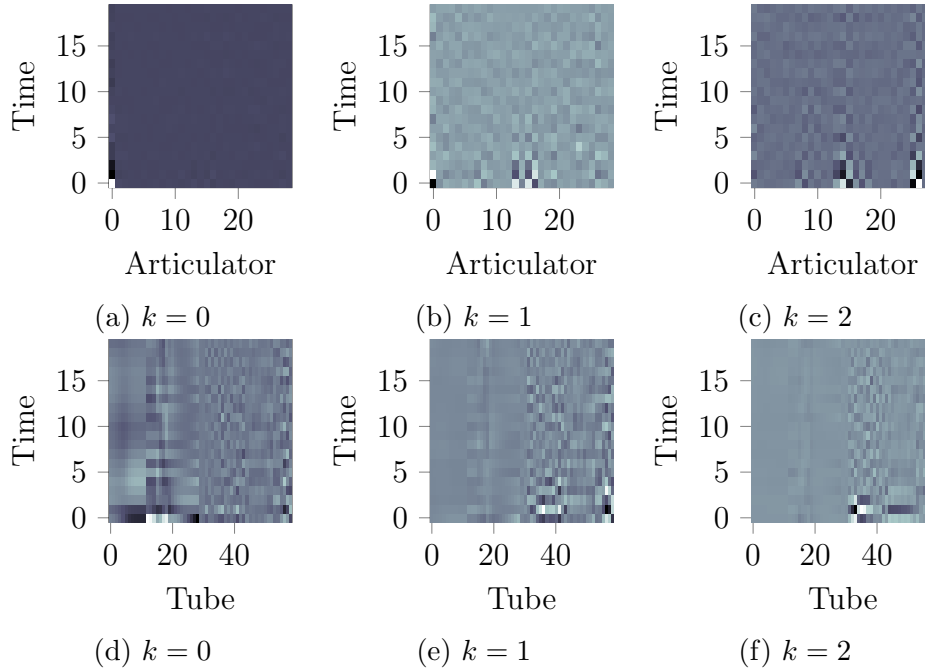 15
10
5
0
Time
0 10 20
Articulator
(a) k = 0
15
10
5
0
Time
0 10 20
Articulator
(b) k = 1
15
10
5
0
Time
0 10 20
Articulator
(c) k = 2
15
10
5
0
Time
0 20 40
Tube
(d) k = 0
15
10
5
0
Time
0 20 40
Tube
(e) k = 1
15
10
5
0
Time
0 20 40
Tube
(f) k = 2